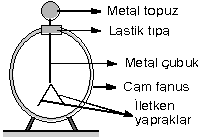 Metal topuz
Lastik tıpa
Metal çubuk
Cam fanus
İletken
yapraklar